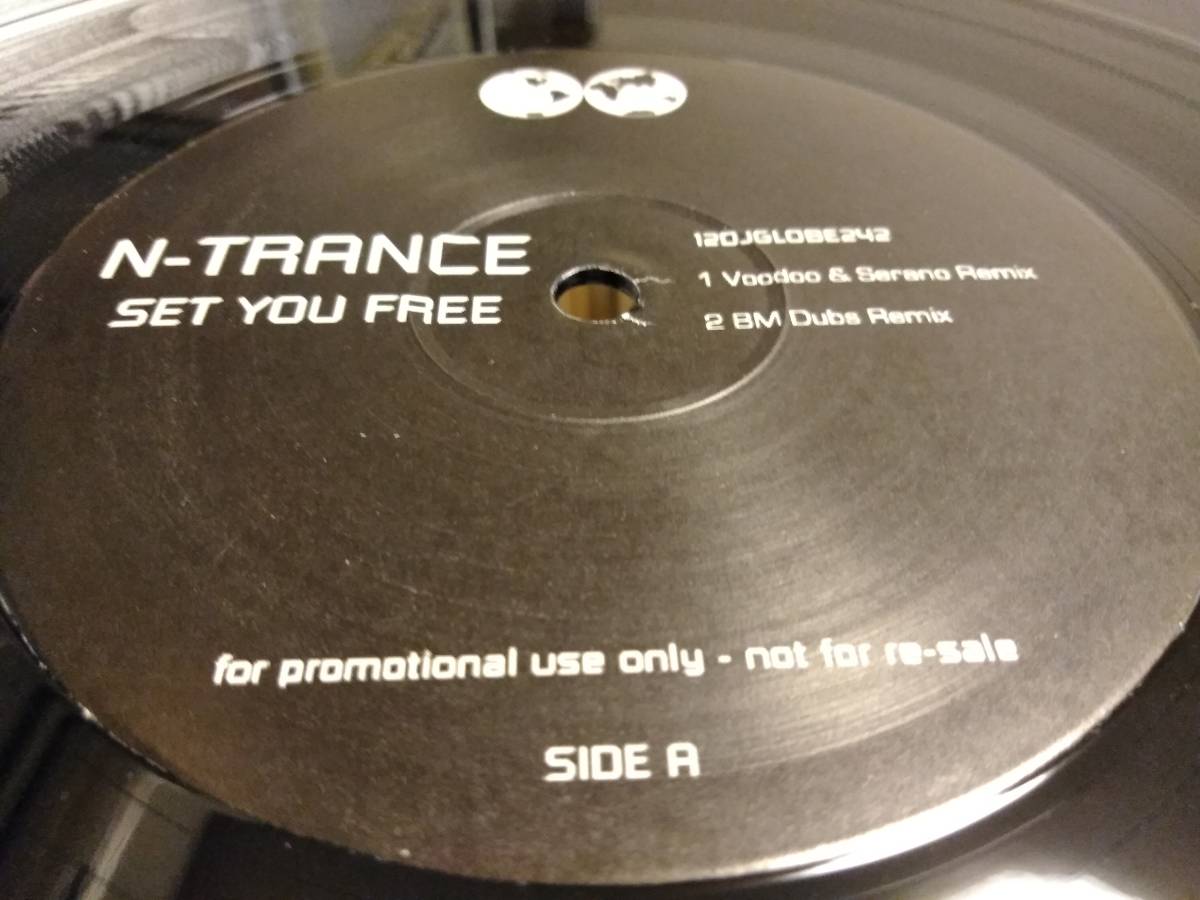 N-TRANCE
SET YOU FREE
12DJGLOBE242
1 Voodoo & Serano Remix
2 BM Dubs Remix
for promotional use only - not for re-sale
SIDE A